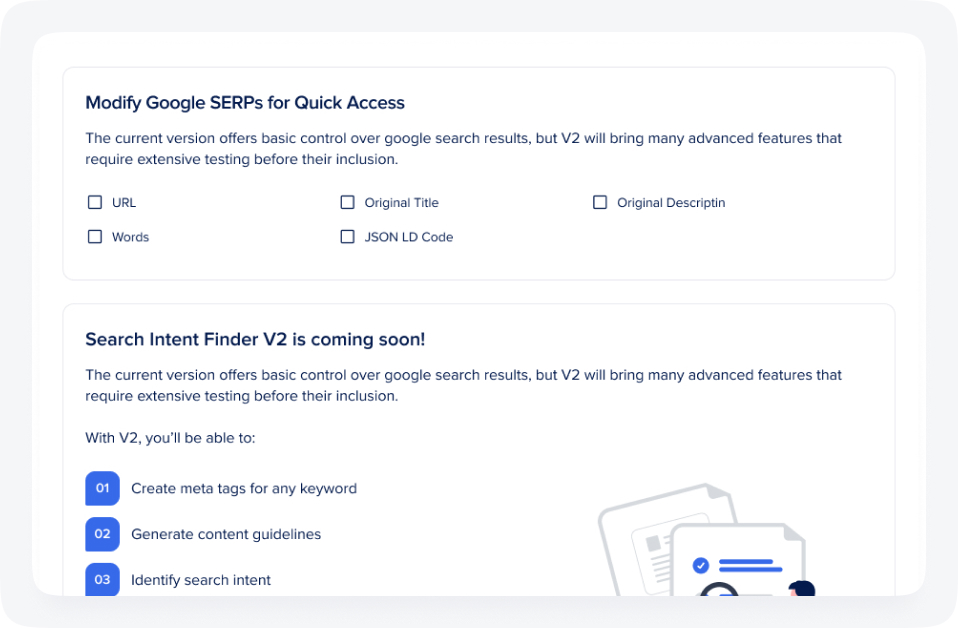 Modify Google SERPs for Quick Access
The current version offers basic control over google search results, but V2 will bring many advanced features that
require extensive testing before their inclusion.
URL
Original Title
Original Descriptin
Words
JSON LD Code
Search Intent Finder V2 is coming soon!
The current version offers basic control over google search results, but V2 will bring many advanced features that
require extensive testing before their inclusion.
With V2, you’ll be able to:
01 Create meta tags for any keyword
02 Generate content guidelines
03 Identify search intent